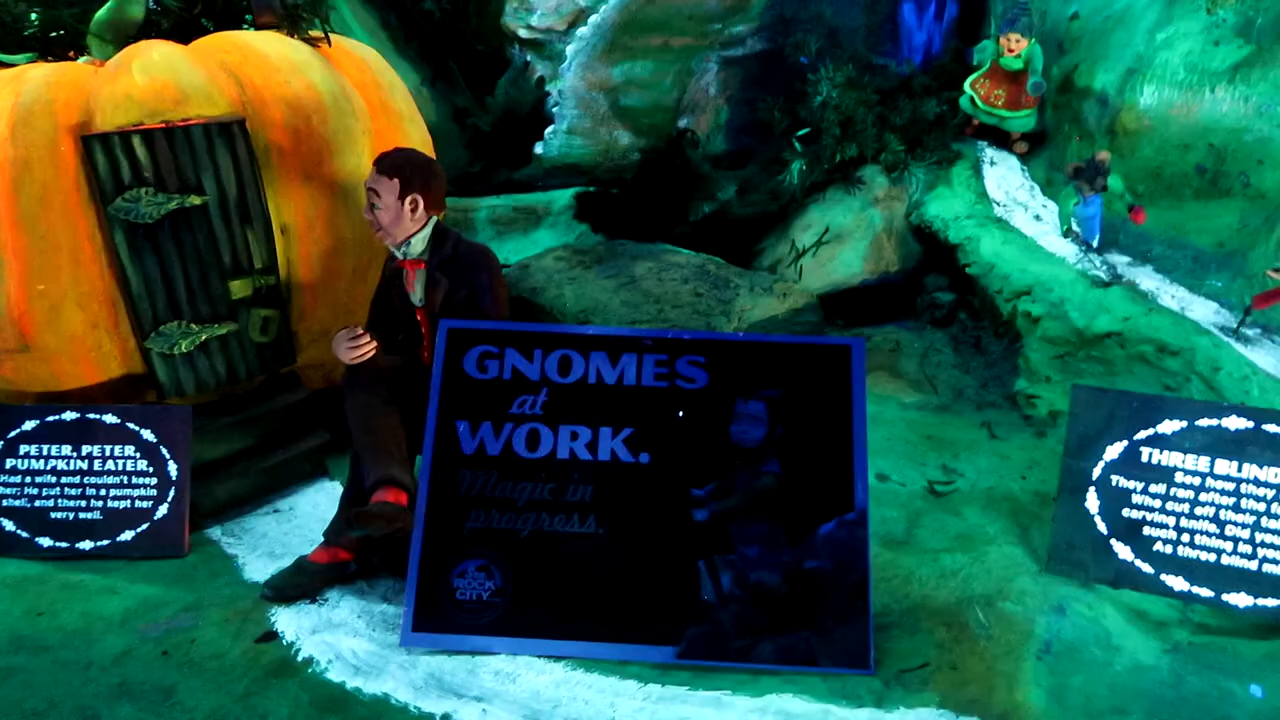 PETER, PETER,
PUMPKIN EATER,
Had a wife and couldn't keep
her; He put her in a pumpkin
shell, and there he kept her
very well.
GNOMES
at
WORK.
Magic in
progress.
SEE
ROCK
CITY
THREE BLIND
See how they
They all ran after the
Who cut off their
carving knife. Did you
such a thing in
As three blind